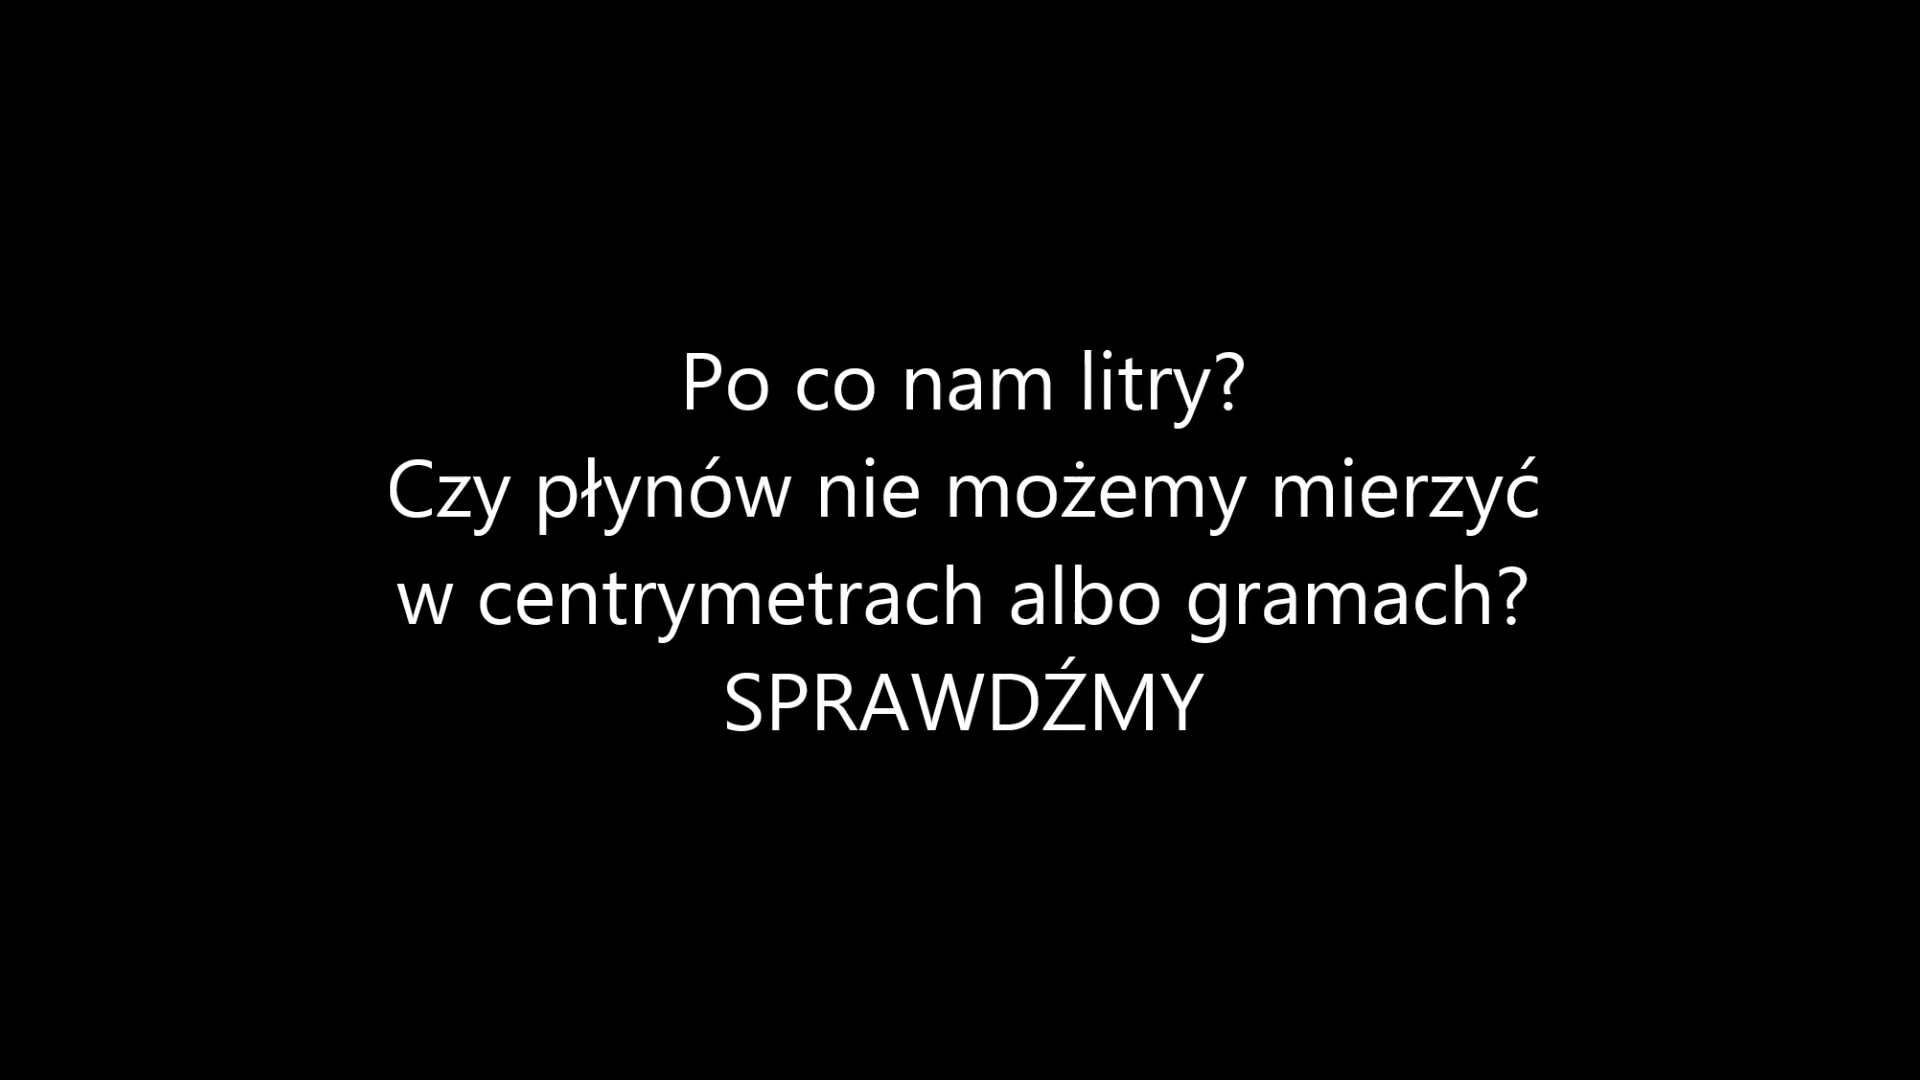 Po co nam litry?
Czy płynów nie możemy mierzyć
w centrymetrach albo gramach?
SPRAWDŹMY